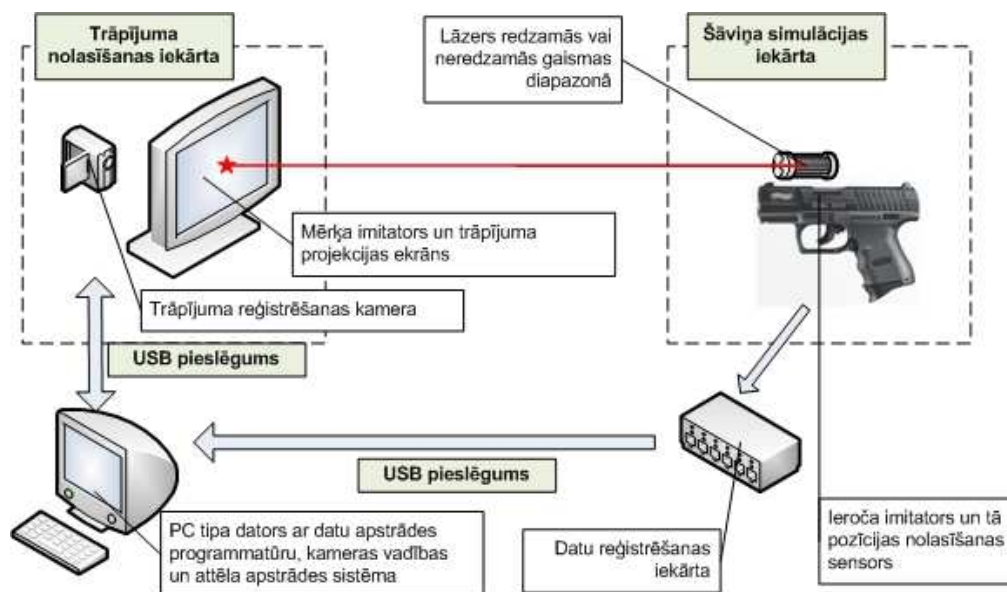 Trāpījuma
nolasīšanas iekārta
Lāzers redzamās vai
neredzamās gaismas
diapazonā
Šāviņa simulācijas
iekārta
Mērķa imitators un trāpījuma
projekcijas ekrāns
Trāpījuma reģistrēšanas kamera
USB pieslēgums
USB pieslēgums
PC tipa dators ar datu apstrādes
programmatūru, kameras vadības
un attēla apstrādes sistēma
Datu reģistrēšanas
iekārta
Ieroča imitators un tā
pozīcijas nolasīšanas
sensors